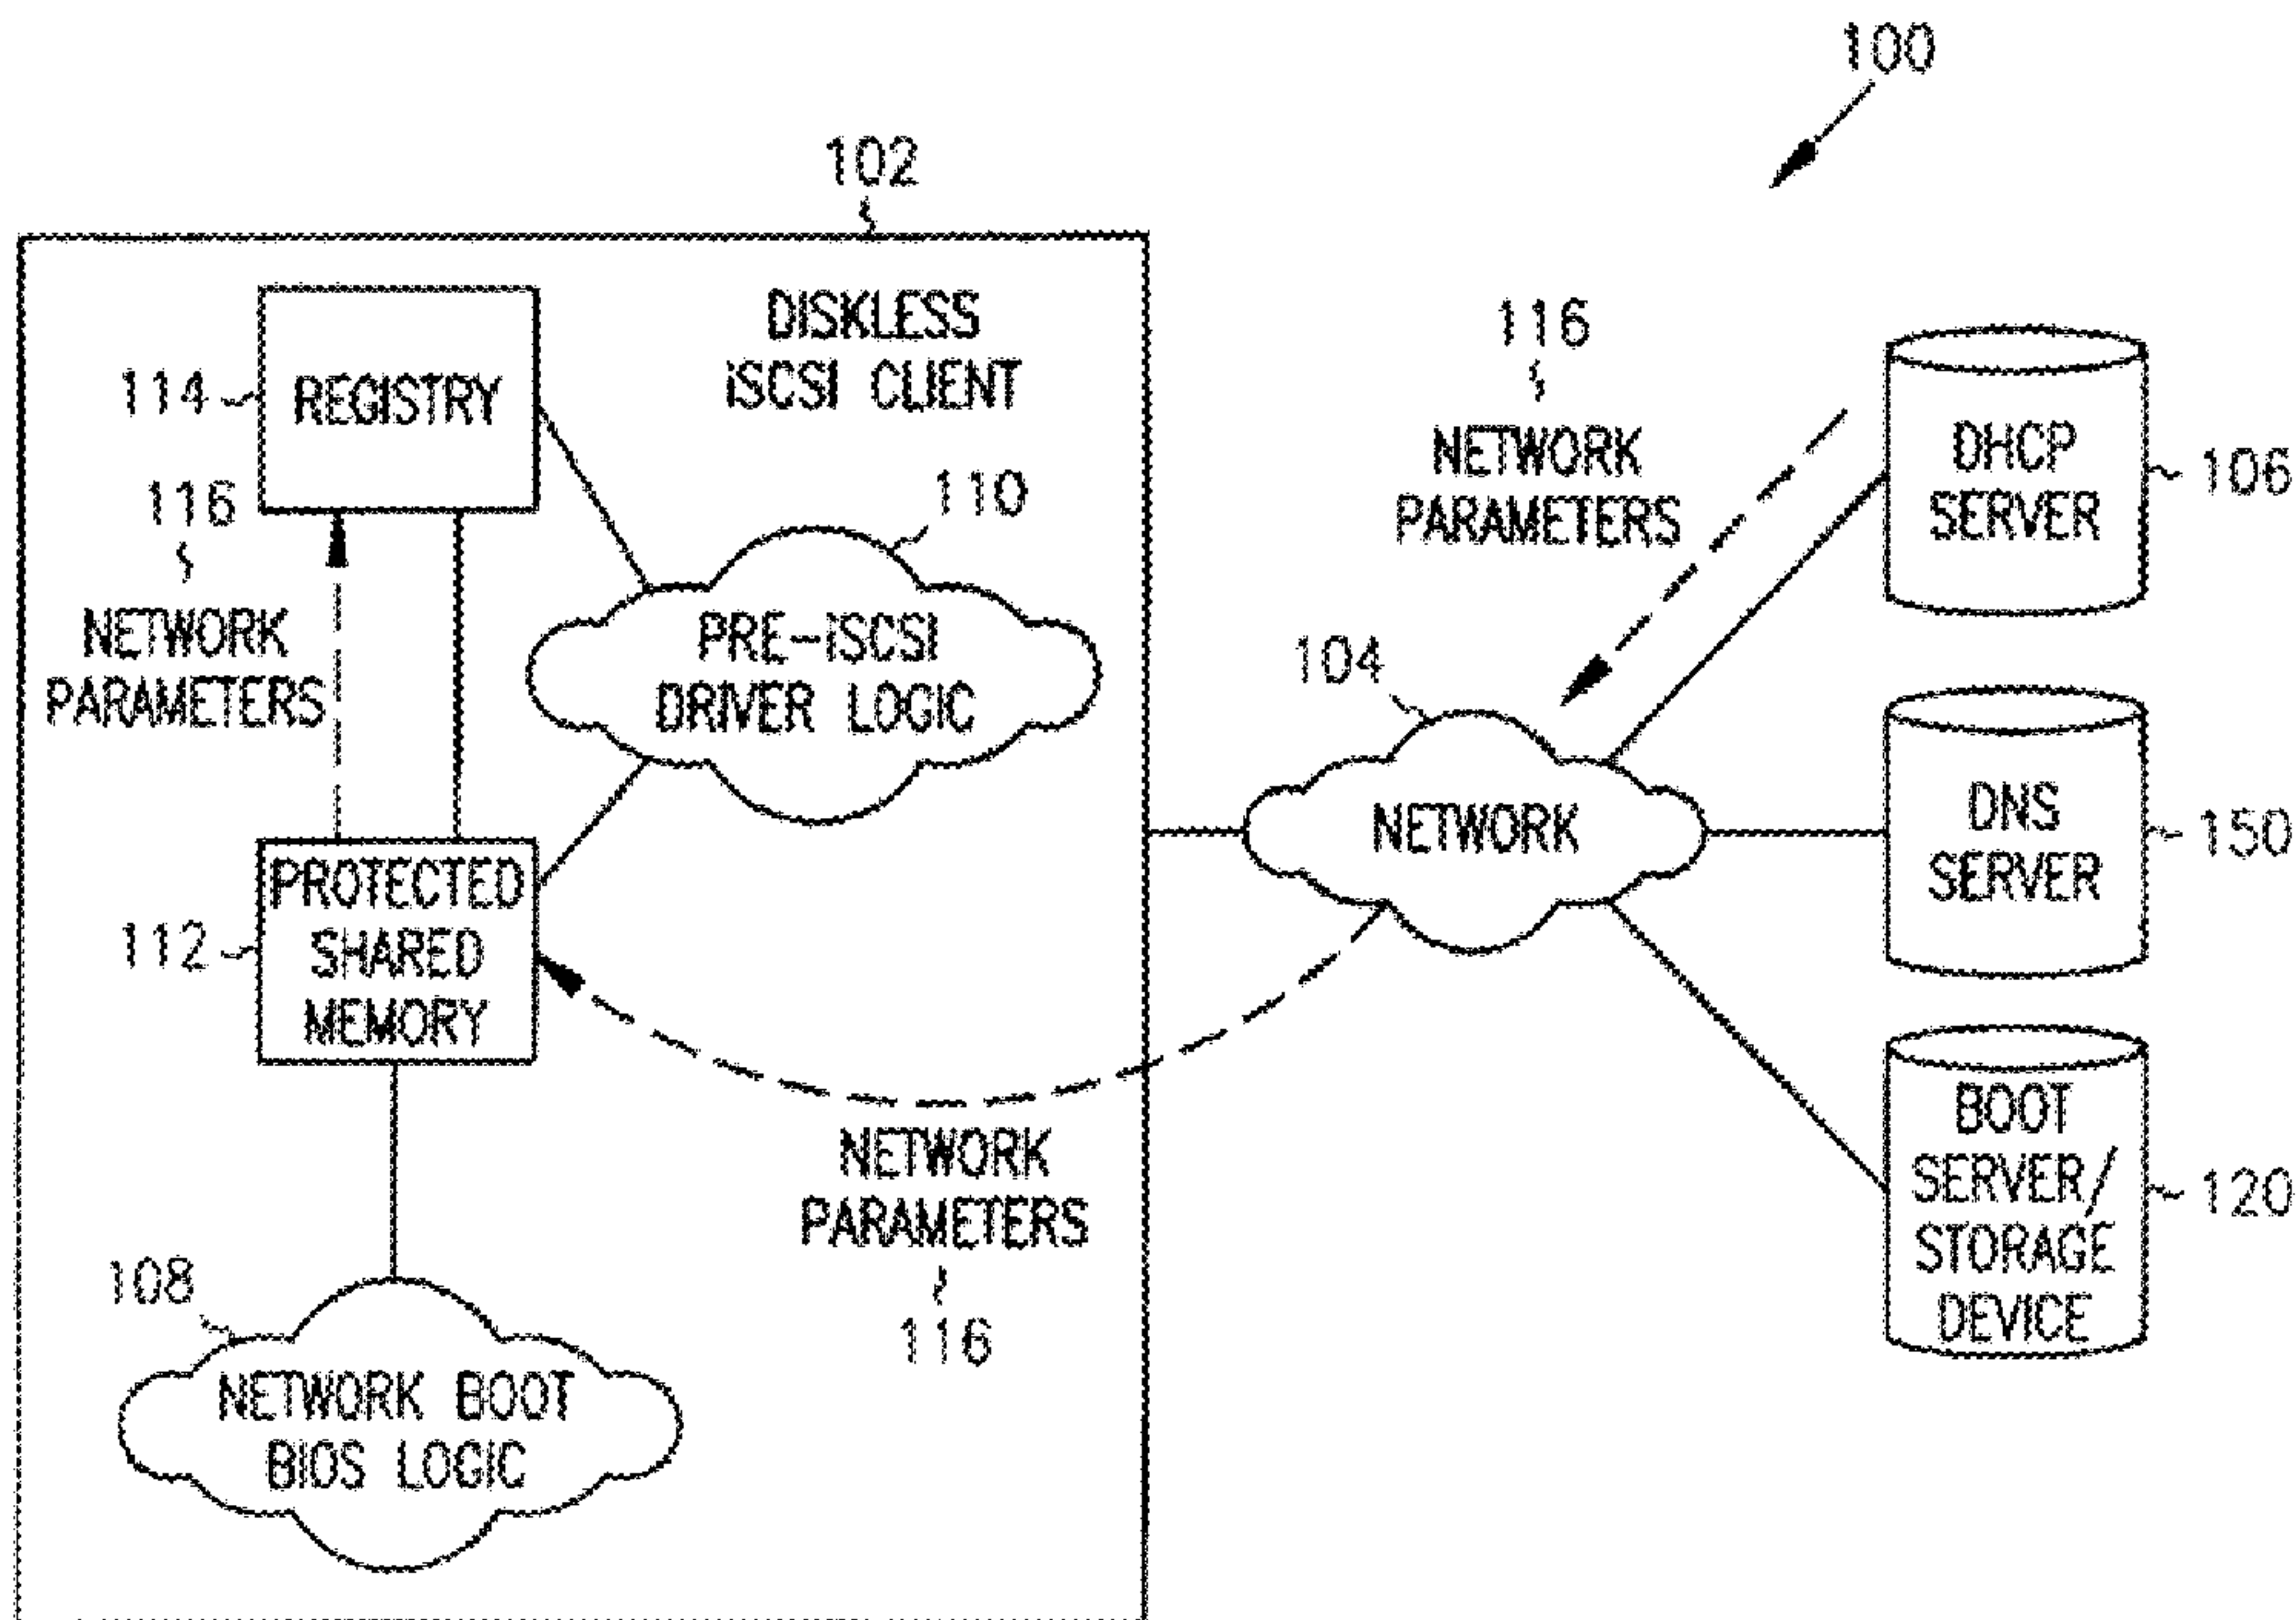 100
102
DISKLESS
iSCSI CLIENT
114
REGISTRY
116
NETWORK
PARAMETERS
110
PRE-iSCSI
DRIVER LOGIC
112
PROTECTED
SHARED
MEMORY
108
NETWORK BOOT
BIOS LOGIC
NETWORK
PARAMETERS
116
116
NETWORK
PARAMETERS
104
NETWORK
DHCP
SERVER
106
DNS
SERVER
150
BOOT
SERVER/
STORAGE
DEVICE
120